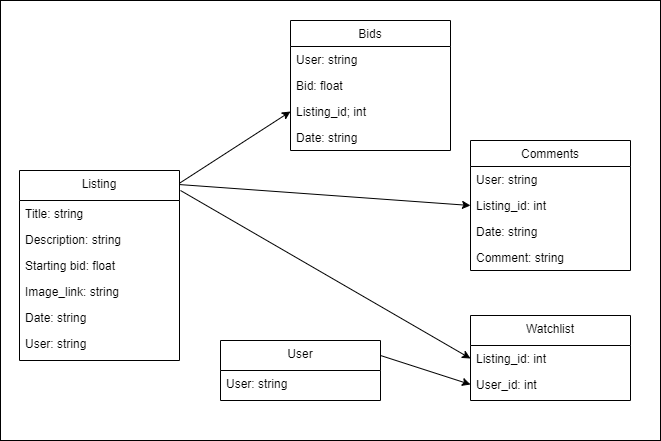 Bids
User: string
Bid: float
Listing_id; int
Date: string
Comments
User: string
Listing_id: int
Date: string
Comment: string
Listing
Title: string
Description: string
Starting bid: float
Image_link: string
Date: string
User: string
User
User: string
Watchlist
Listing_id: int
User_id: int